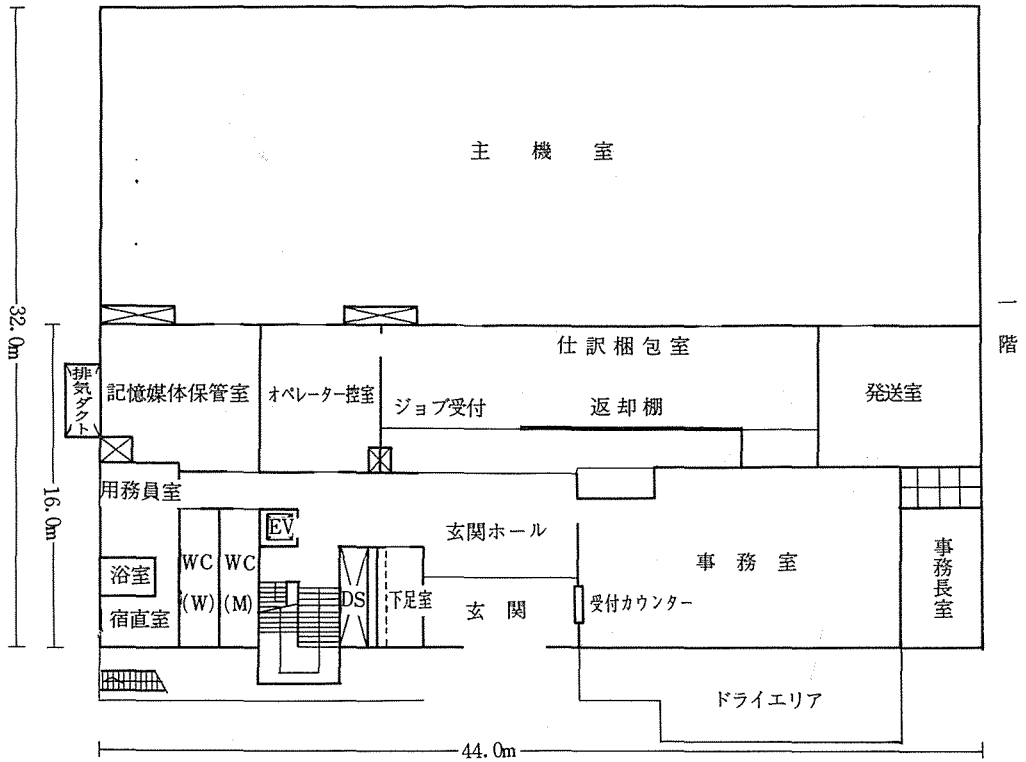 主機室
一階
32.0m
16.0m
排気ダクト
記憶媒体保管室
オペレーター控室
仕訳梱包室
ジョブ受付
返却棚
発送室
用務員室
EV
玄関ホール
事務室
事務長室
WC
(W)
WC
(M)
浴室
宿直室
DS
下足室
玄関
受付カウンター
ドライエリア
44.0m